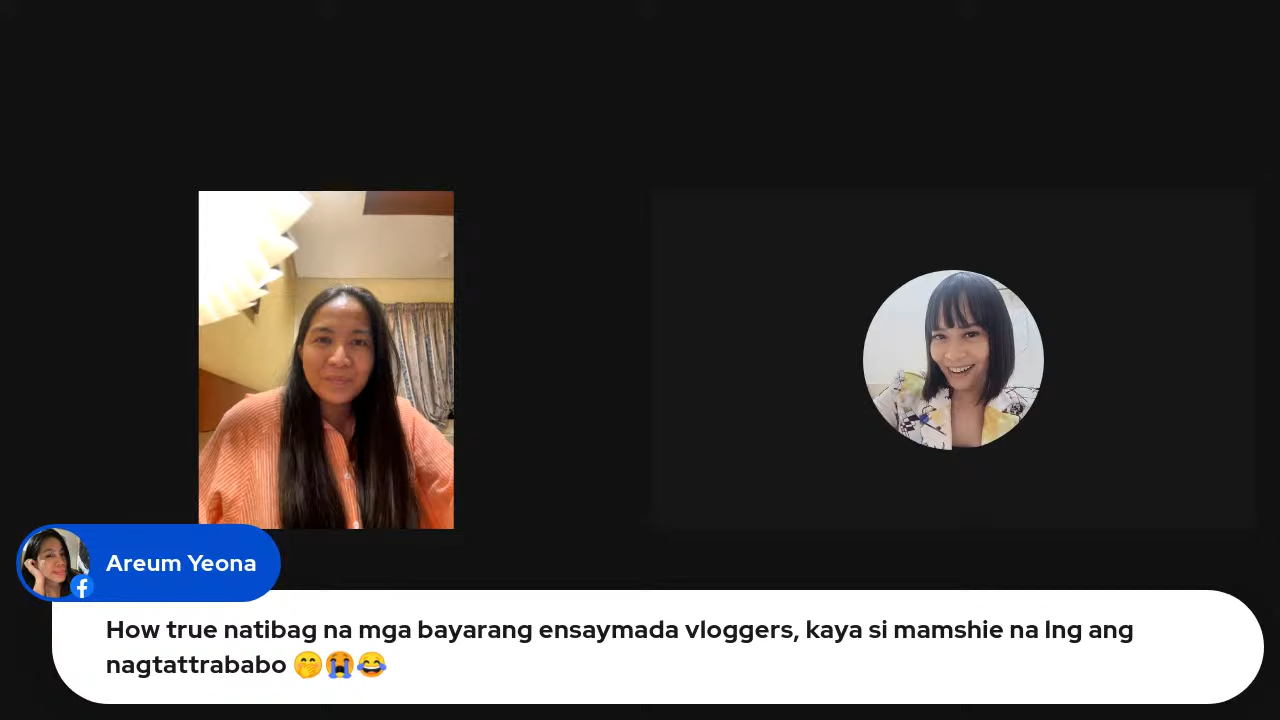 Areum Yeona
How true natibag na mga bayarang ensaymada vloggers, kaya si mamshie na lng ang
nagtattrababo 🤭😭😂